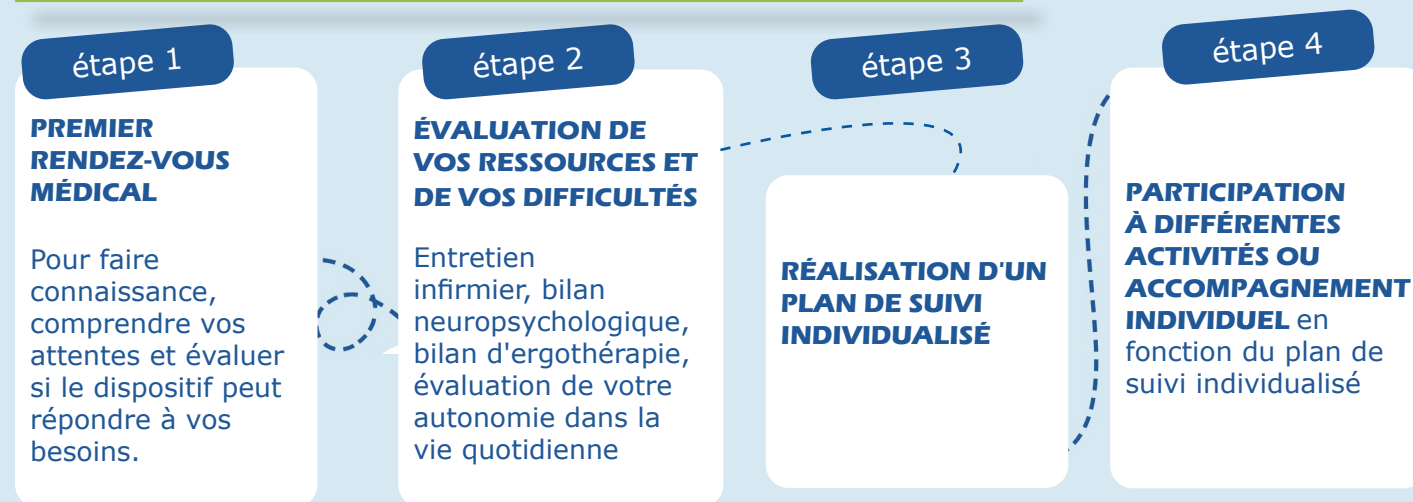 étape 1
PREMIER
RENDEZ-VOUS
MÉDICAL
Pour faire
connaissance,
comprendre vos
attentes et évaluer
si le dispositif peut
répondre à vos
besoins.
étape 2
ÉVALUATION DE
VOS RESSOURCES ET
DE VOS DIFFICULTÉS
Entretien
infirmier, bilan
neuropsychologique,
bilan d'ergothérapie,
évaluation de votre
autonomie dans la
vie quotidienne
étape 3
RÉALISATION D'UN
PLAN DE SUIVI
INDIVIDUALISÉ
étape 4
PARTICIPATION
À DIFFÉRENTES
ACTIVITÉS OU
ACCOMPAGNEMENT
INDIVIDUEL en
fonction du plan de
suivi individualisé